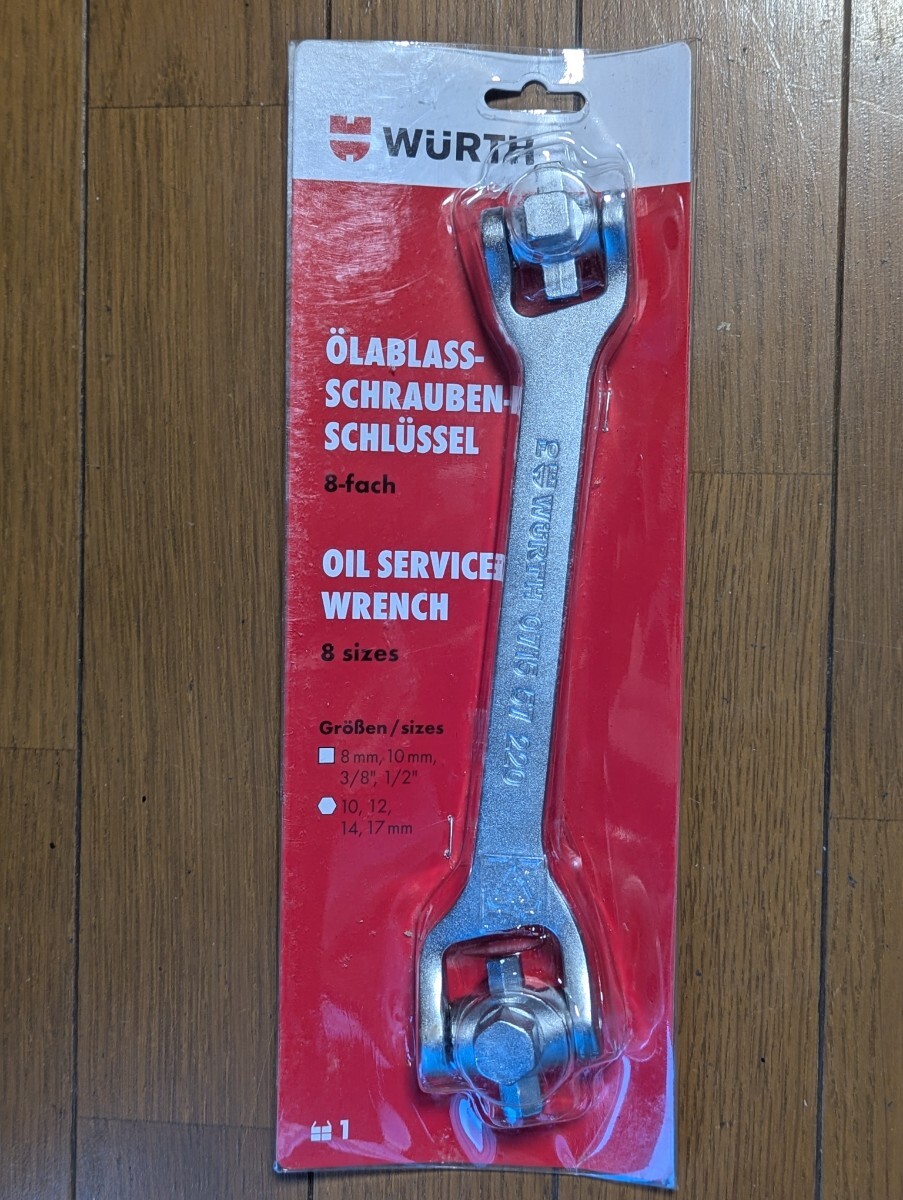 WÜRTH
ÖLABLASS-
SCHRAUBEN-
SCHLÜSSEL
8-fach
OIL SERVICE
WRENCH
8 sizes
Größen/sizes
8 mm, 10 mm,
3/8", 1/2"
10, 12,
14, 17 mm
1
WÜRTH 0715 57 220